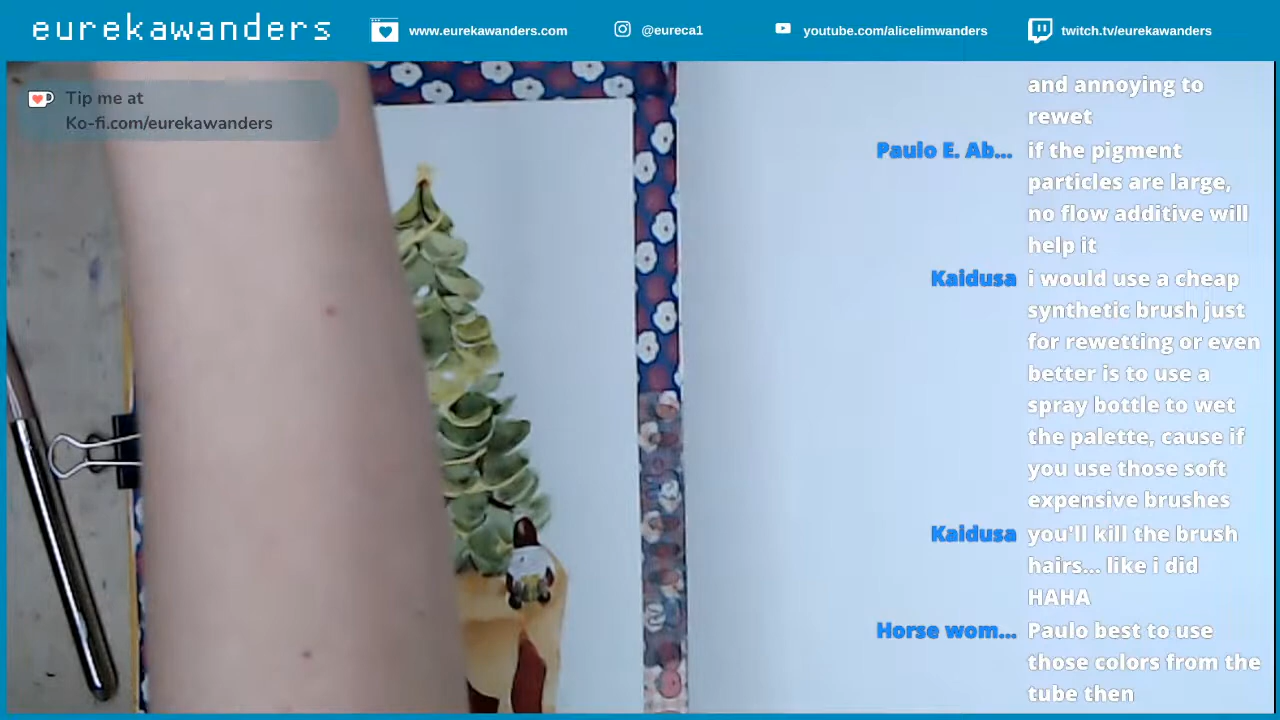 eurekawanders
www.eurekawanders.com
@eureca1
youtube.com/alicelimwanders
twitch.tv/eurekawanders
Tip me at
Ko-fi.com/eurekawanders
and annoying to
rewet
Paulo E. Ab... if the pigment
particles are large,
no flow additive will
help it
Kaidusa i would use a cheap
synthetic brush just
for rewetting or even
better is to use a
spray bottle to wet
the palette, cause if
you use those soft
expensive brushes
Kaidusa you'll kill the brush
hairs... like i did
HAHA
Horse wom... Paulo best to use
those colors from the
tube then